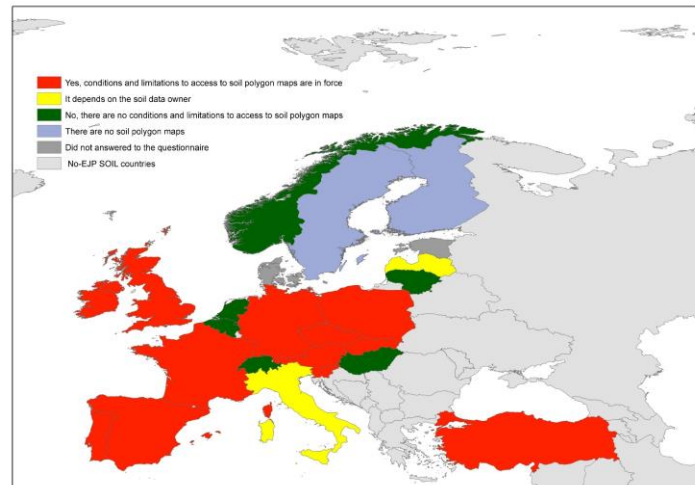 Yes, conditions and limitations to access to soil polygon maps are in force
It depends on the soil data owner
No, there are no conditions and limitations to access to soil polygon maps
There are no soil polygon maps
Did not answered to the questionnaire
No-EJP SOIL countries